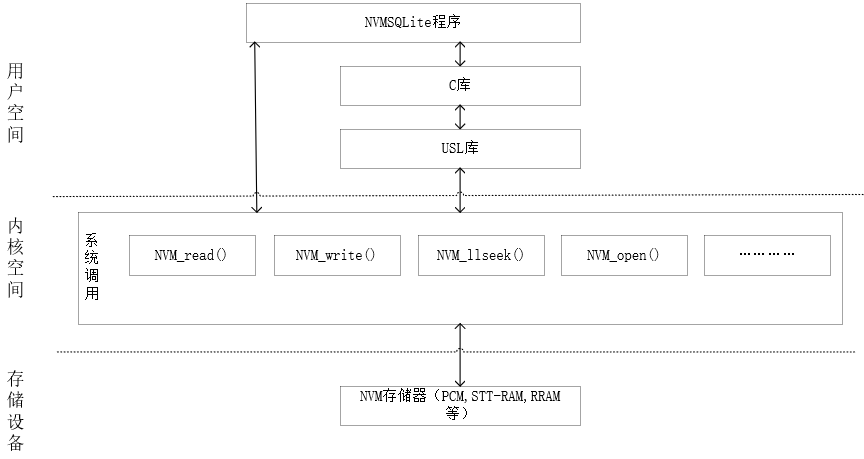 NVMSQLite程序
用户空间
C库
USL库
内核空间
系统调用
NVM_read()
NVM_write()
NVM_llseek()
NVM_open()
…………
存储设备
NVM存储器（PCM,STT-RAM,RRAM
等）